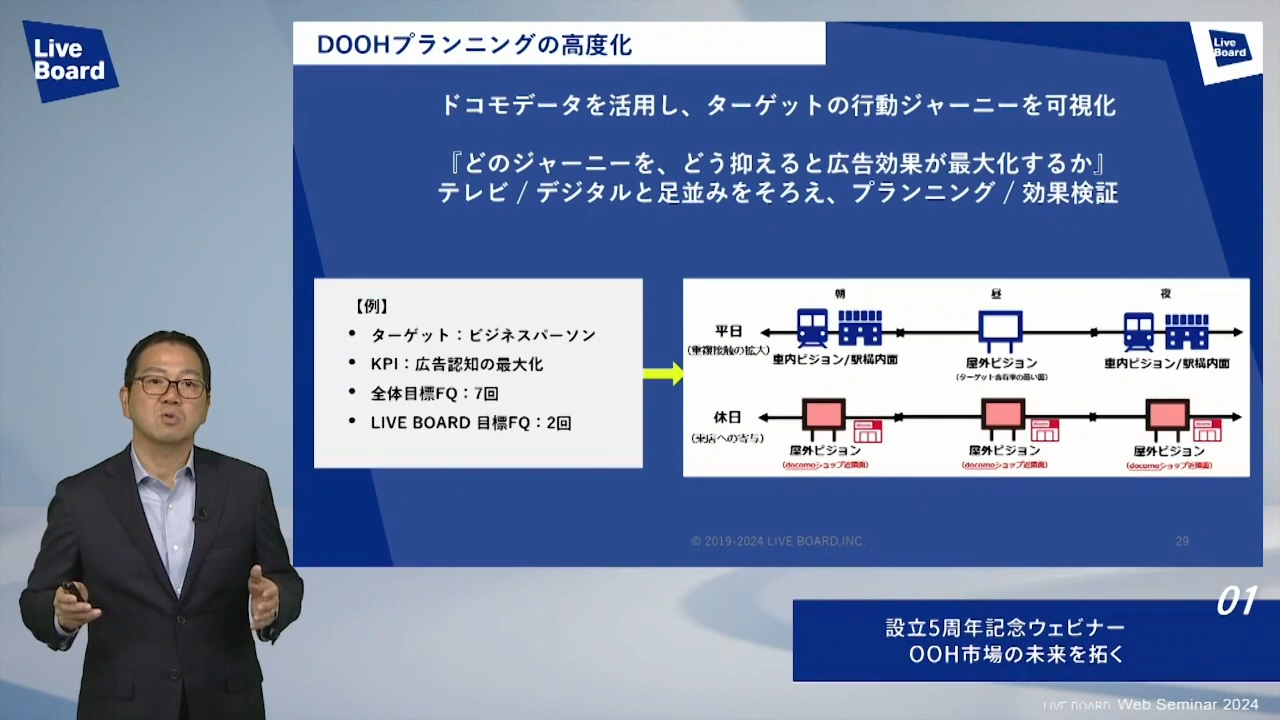 Live
Board
DOOHプランニングの高度化
Live
Board
ドコモデータを活用し、ターゲットの行動ジャーニーを可視化
『どのジャーニーを、どう抑えると広告効果が最大化するか』
テレビ / デジタルと足並みをそろえ、プランニング / 効果検証
【例】
• ターゲット：ビジネスパーソン
• KPI：広告認知の最大化
• 全体目標FQ：7回
• LIVE BOARD 目標FQ：2回
朝 昼 夜
平日
(重複接触の拡大)
車内ビジョン/駅構内面
屋外ビジョン
(ターゲット含有率の高い面)
車内ビジョン/駅構内面
休日
(来店への寄与)
屋外ビジョン
(docomoショップ近隣面)
屋外ビジョン
(docomoショップ近隣面)
屋外ビジョン
(docomoショップ近隣面)
© 2019-2024 LIVE BOARD,INC.
29
01
設立5周年記念ウェビナー
OOH市場の未来を拓く
LIVE BOARD Web Seminar 2024